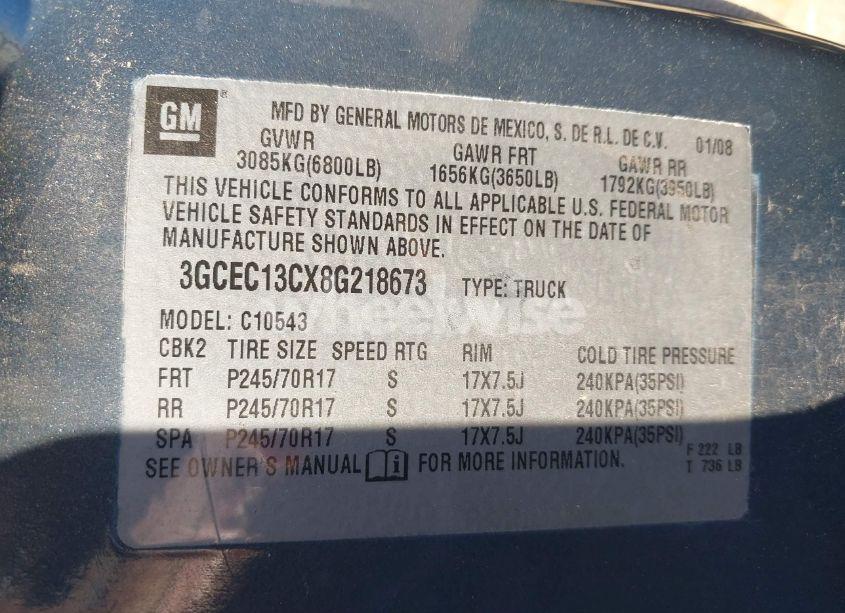 GM®
MFD BY GENERAL MOTORS DE MEXICO, S. DE R.L. DE C.V. 01/08
GVWR GAWR FRT GAWR RR
3085KG(6800LB) 1656KG(3650LB) 1792KG(3950LB)
THIS VEHICLE CONFORMS TO ALL APPLICABLE U.S. FEDERAL MOTOR
VEHICLE SAFETY STANDARDS IN EFFECT ON THE DATE OF
MANUFACTURE SHOWN ABOVE.
3GCEC13CX8G218673 TYPE: TRUCK
wheelwise
MODEL: C10543
CBK2 TIRE SIZE SPEED RTG RIM COLD TIRE PRESSURE
FRT P245/70R17 S 17X7.5J 240KPA(35PSI)
RR P245/70R17 S 17X7.5J 240KPA(35PSI)
SPA P245/70R17 S 17X7.5J 240KPA(35PSI)
F 222 LB
SEE OWNER'S MANUAL i FOR MORE INFORMATION.
T 736 LB